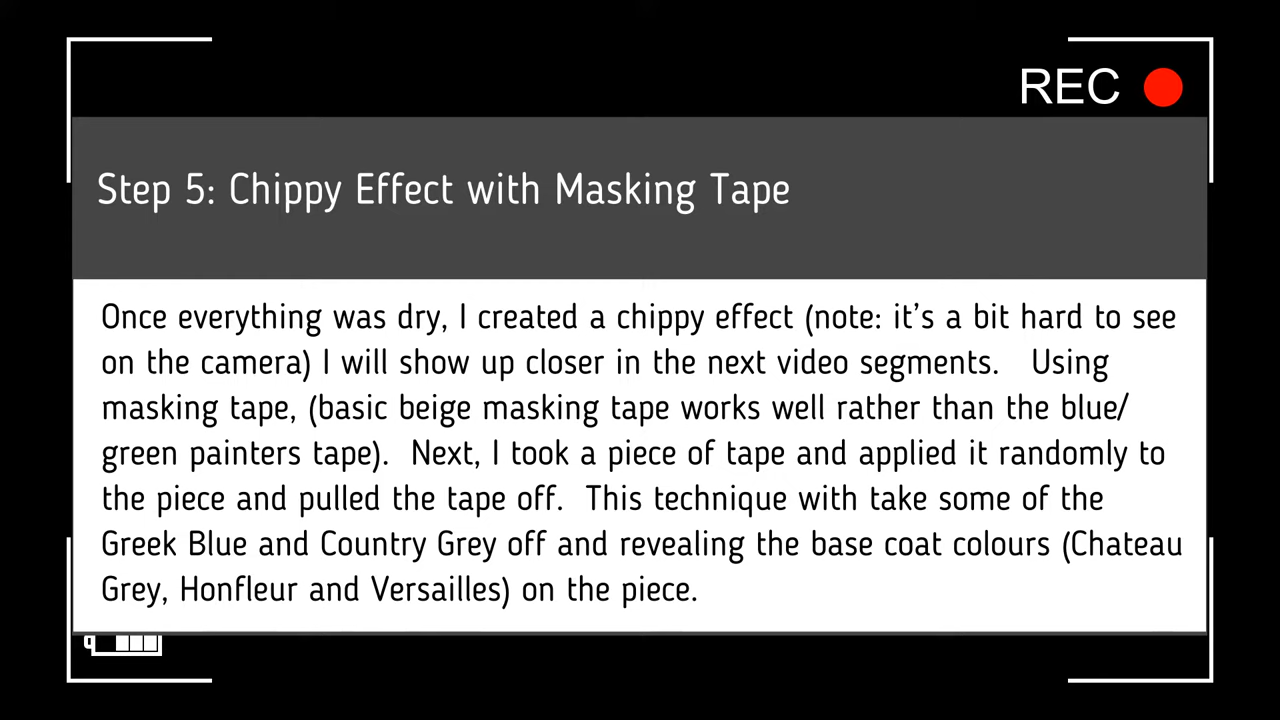 REC
Step 5: Chippy Effect with Masking Tape
Once everything was dry, I created a chippy effect (note: it's a bit hard to see
on the camera) I will show up closer in the next video segments.   Using
masking tape, (basic beige masking tape works well rather than the blue/
green painters tape).  Next, I took a piece of tape and applied it randomly to
the piece and pulled the tape off.  This technique with take some of the
Greek Blue and Country Grey off and revealing the base coat colours (Chateau
Grey, Honfleur and Versailles) on the piece.